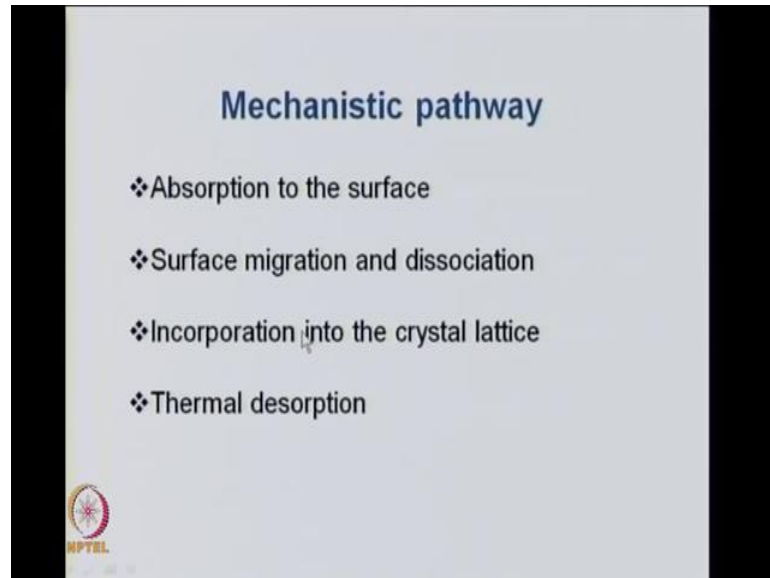 Mechanistic pathway
❖Absorption to the surface
❖Surface migration and dissociation
❖Incorporation into the crystal lattice
❖Thermal desorption
NPTEL